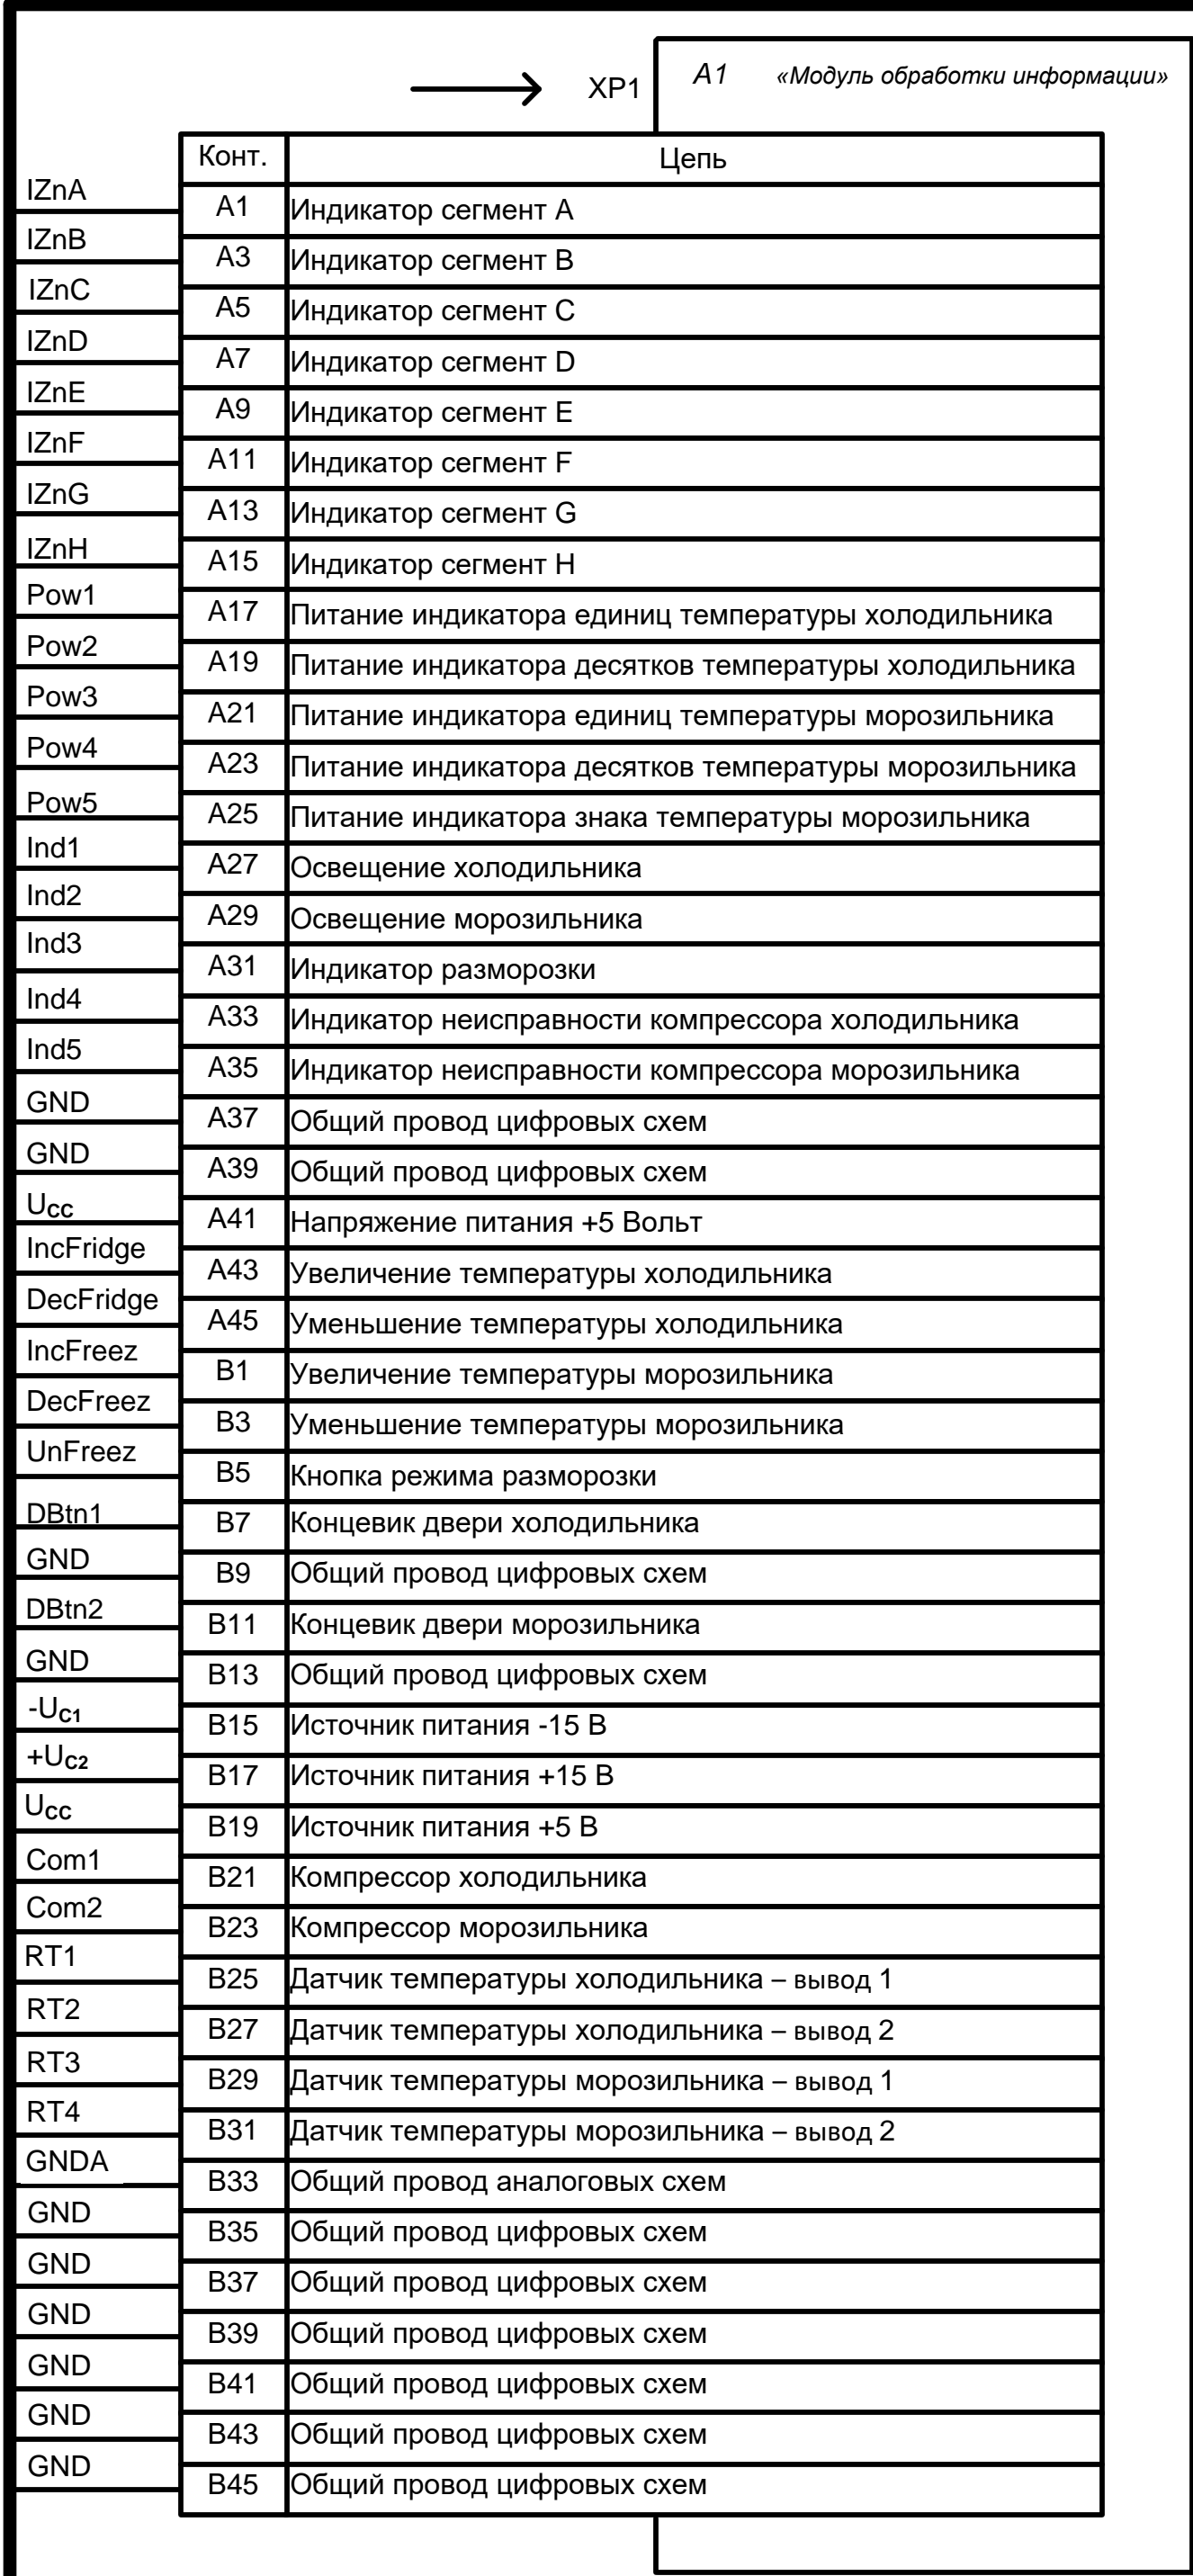 XP1 A1 «Модуль обработки информации»
Конт. Цепь
IZnA A1 Индикатор сегмент A
IZnB A3 Индикатор сегмент B
IZnC A5 Индикатор сегмент C
IZnD A7 Индикатор сегмент D
IZnE A9 Индикатор сегмент E
IZnF A11 Индикатор сегмент F
IZnG A13 Индикатор сегмент G
IZnH A15 Индикатор сегмент H
Pow1 A17 Питание индикатора единиц температуры холодильника
Pow2 A19 Питание индикатора десятков температуры холодильника
Pow3 A21 Питание индикатора единиц температуры морозильника
Pow4 A23 Питание индикатора десятков температуры морозильника
Pow5 A25 Питание индикатора знака температуры морозильника
Ind1 A27 Освещение холодильника
Ind2 A29 Освещение морозильника
Ind3 A31 Индикатор разморозки
Ind4 A33 Индикатор неисправности компрессора холодильника
Ind5 A35 Индикатор неисправности компрессора морозильника
GND A37 Общий провод цифровых схем
GND A39 Общий провод цифровых схем
Ucc A41 Напряжение питания +5 Вольт
IncFridge A43 Увеличение температуры холодильника
DecFridge A45 Уменьшение температуры холодильника
IncFreez B1 Увеличение температуры морозильника
DecFreez B3 Уменьшение температуры морозильника
UnFreez B5 Кнопка режима разморозки
DBtn1 B7 Концевик двери холодильника
GND B9 Общий провод цифровых схем
DBtn2 B11 Концевик двери морозильника
GND B13 Общий провод цифровых схем
-Uc1 B15 Источник питания -15 В
+Uc2 B17 Источник питания +15 В
Ucc B19 Источник питания +5 В
Com1 B21 Компрессор холодильника
Com2 B23 Компрессор морозильника
RT1 B25 Датчик температуры холодильника – вывод 1
RT2 B27 Датчик температуры холодильника – вывод 2
RT3 B29 Датчик температуры морозильника – вывод 1
RT4 B31 Датчик температуры морозильника – вывод 2
GNDA B33 Общий провод аналоговых схем
GND B35 Общий провод цифровых схем
GND B37 Общий провод цифровых схем
GND B39 Общий провод цифровых схем
GND B41 Общий провод цифровых схем
GND B43 Общий провод цифровых схем
GND B45 Общий провод цифровых схем